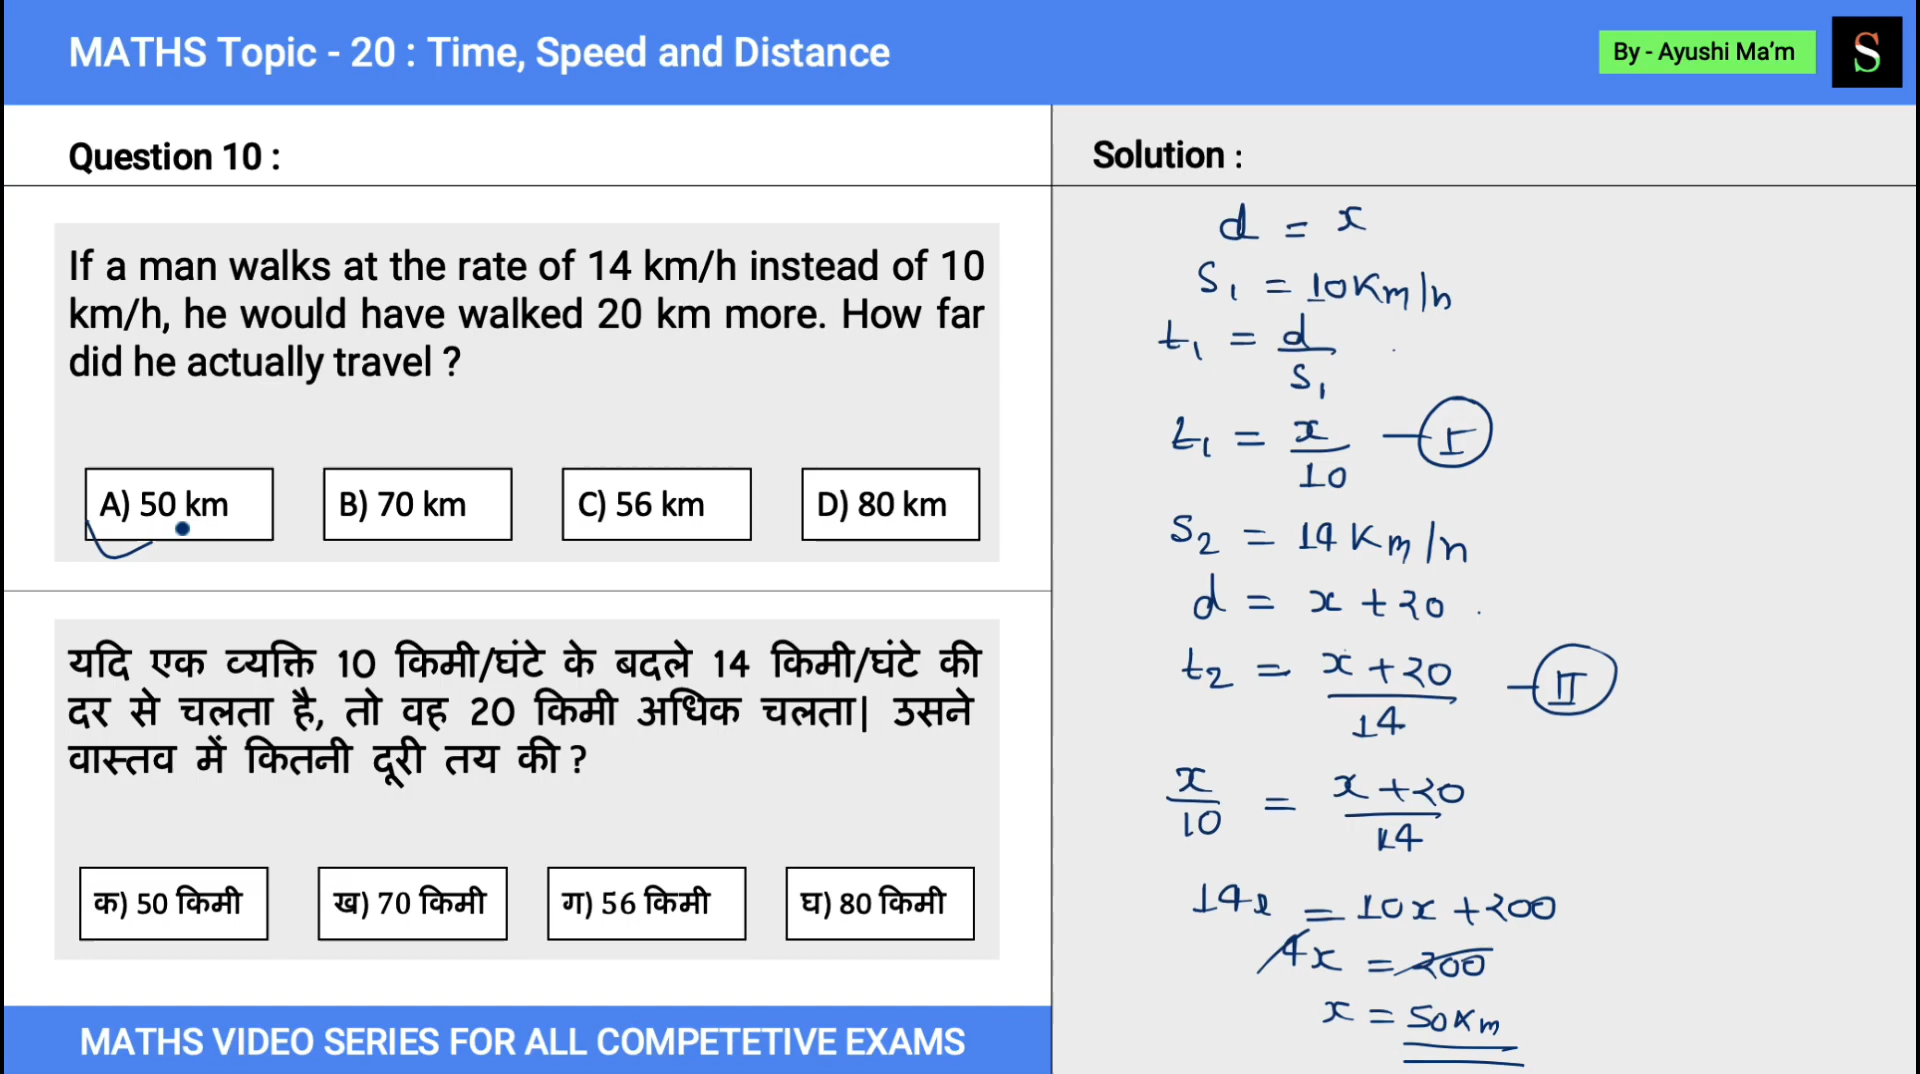 MATHS Topic - 20 : Time, Speed and Distance
By - Ayushi Ma'm
S
Question 10 :
If a man walks at the rate of 14 km/h instead of 10
km/h, he would have walked 20 km more. How far
did he actually travel ?
A) 50 km
B) 70 km
C) 56 km
D) 80 km
यदि एक व्यक्ति 10 किमी/घंटे के बदले 14 किमी/घंटे की
दर से चलता है, तो वह 20 किमी अधिक चलता| उसने
वास्तव में कितनी दूरी तय की ?
क) 50 किमी
ख) 70 किमी
ग) 56 किमी
घ) 80 किमी
MATHS VIDEO SERIES FOR ALL COMPETETIVE EXAMS
Solution :
d = x
S₁ = 10Km/h
t₁ = d/S₁
t₁ = x/10 — I
S₂ = 14Km/h
d = x + 20
t₂ = x + 20/14 — II
x/10 = x + 20/14
14x = 10x + 200
4x = 200
x = 50Km